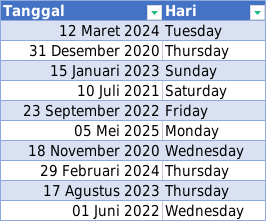 Tanggal Hari
12 Maret 2024 Tuesday
31 Desember 2020 Thursday
15 Januari 2023 Sunday
10 Juli 2021 Saturday
23 September 2022 Friday
05 Mei 2025 Monday
18 November 2020 Wednesday
29 Februari 2024 Thursday
17 Agustus 2023 Thursday
01 Juni 2022 Wednesday